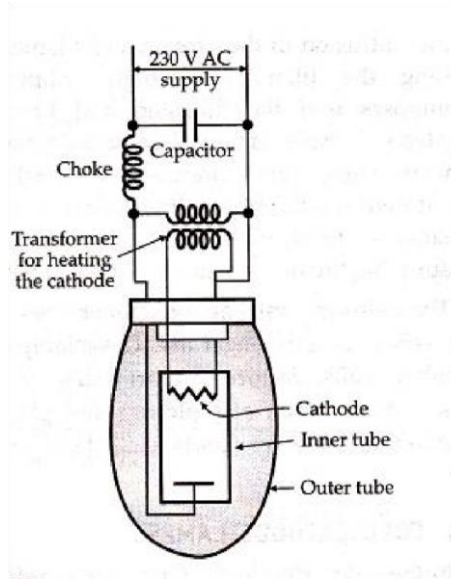 230 V AC
supply
Capacitor
Choke
Transformer
for heating
the cathode
Cathode
Inner tube
Outer tube